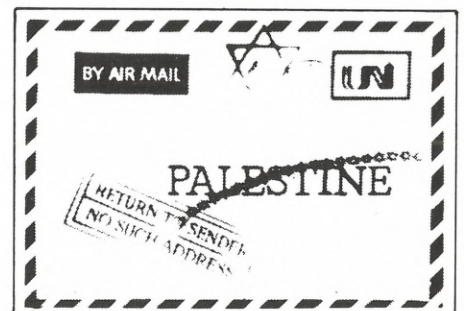 BY AIR MAIL
UN
PALESTINE
RETURN TO SENDER
NO SUCH ADDRESS